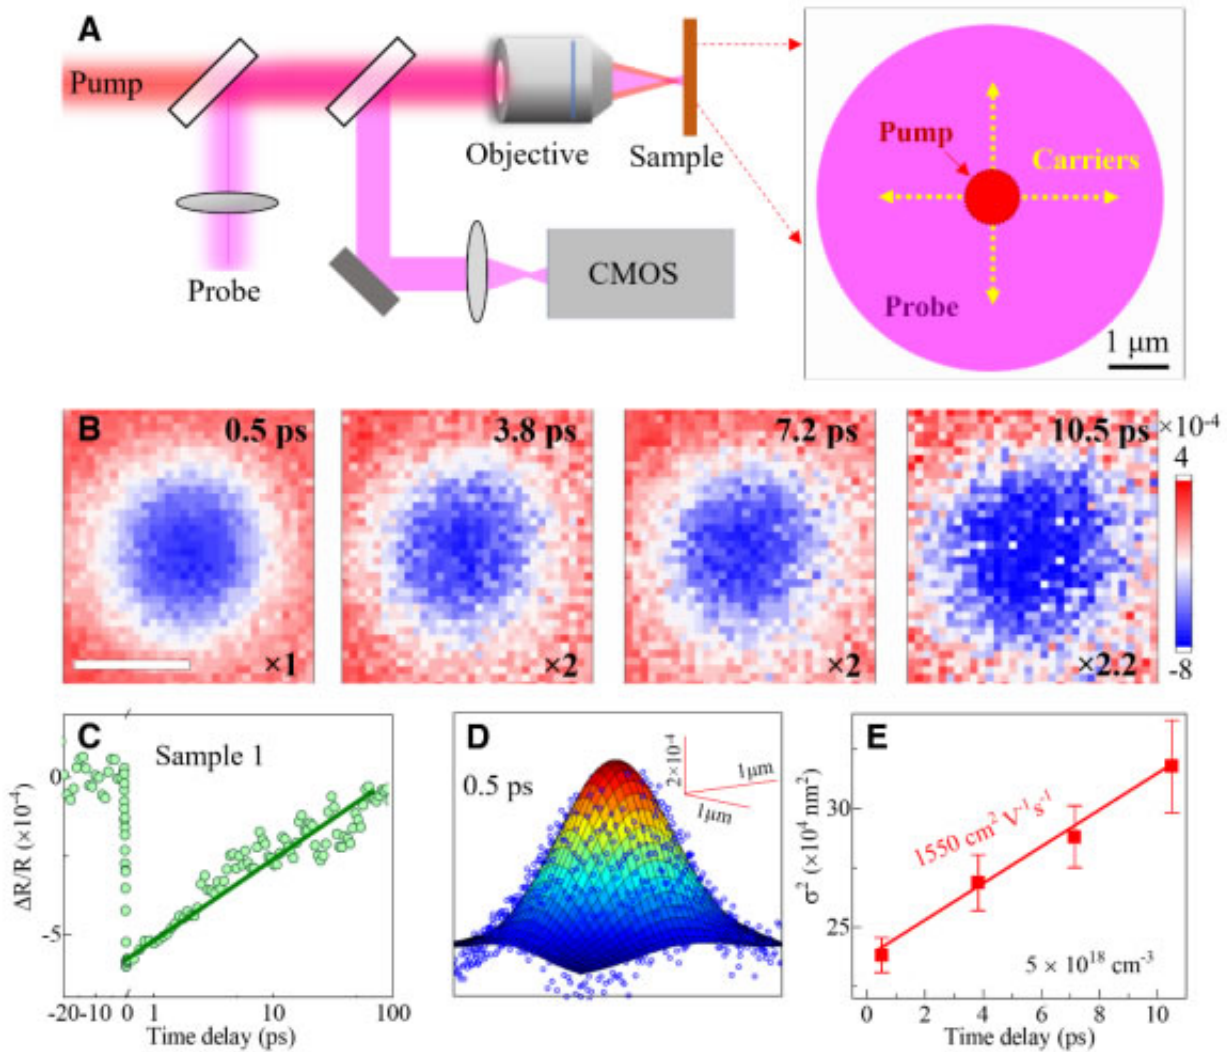 A
Pump
Objective
Sample
Probe
CMOS
Pump
Carriers
Probe
1 μm
B
0.5 ps
×1
3.8 ps
×2
7.2 ps
×2
10.5 ps
×2.2
×10⁻⁴
4
-8
C
Sample 1
ΔR/R (×10⁻⁴)
0
-5
-20 -10 0 1 10 100
Time delay (ps)
D
0.5 ps
2×10⁻⁴
1μm
1μm
E
σ² (×10⁴ nm²)
30
25
1550 cm² V⁻¹s⁻¹
5 × 10¹⁸ cm⁻³
0 2 4 6 8 10
Time delay (ps)